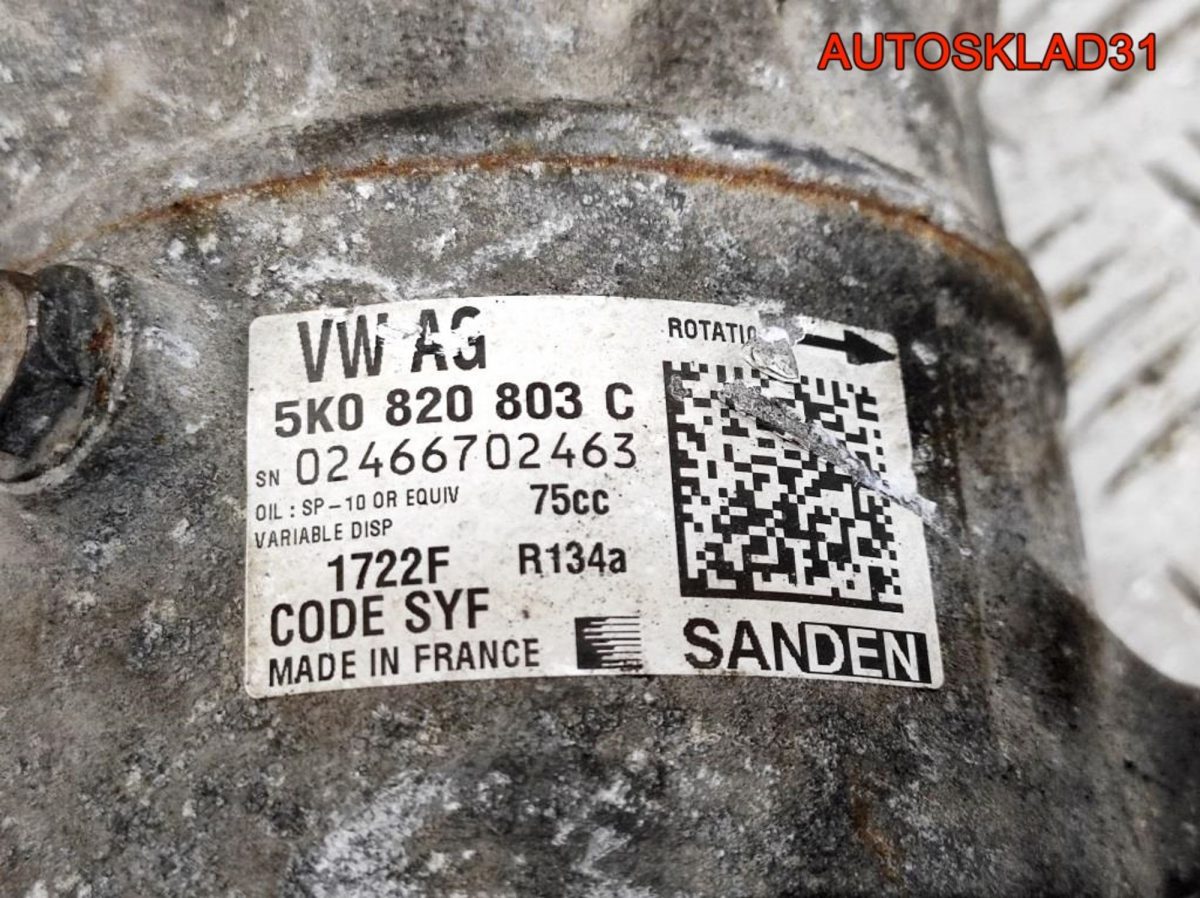 AUTOSKLAD31
VW AG
ROTATIO
5K0 820 803 C
SN 02466702463
OIL : SP-10 OR EQUIV 75cc
VARIABLE DISP
1722F R134a
CODE SYF
MADE IN FRANCE
SANDEN